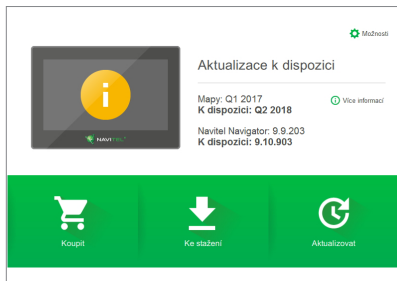 Možnosti
Aktualizace k dispozici
Mapy: Q1 2017
K dispozici: Q2 2018
Více informací
Navitel Navigator: 9.9.203
K dispozici: 9.10.903
NAVITEL
Koupit
Ke stažení
Aktualizovat